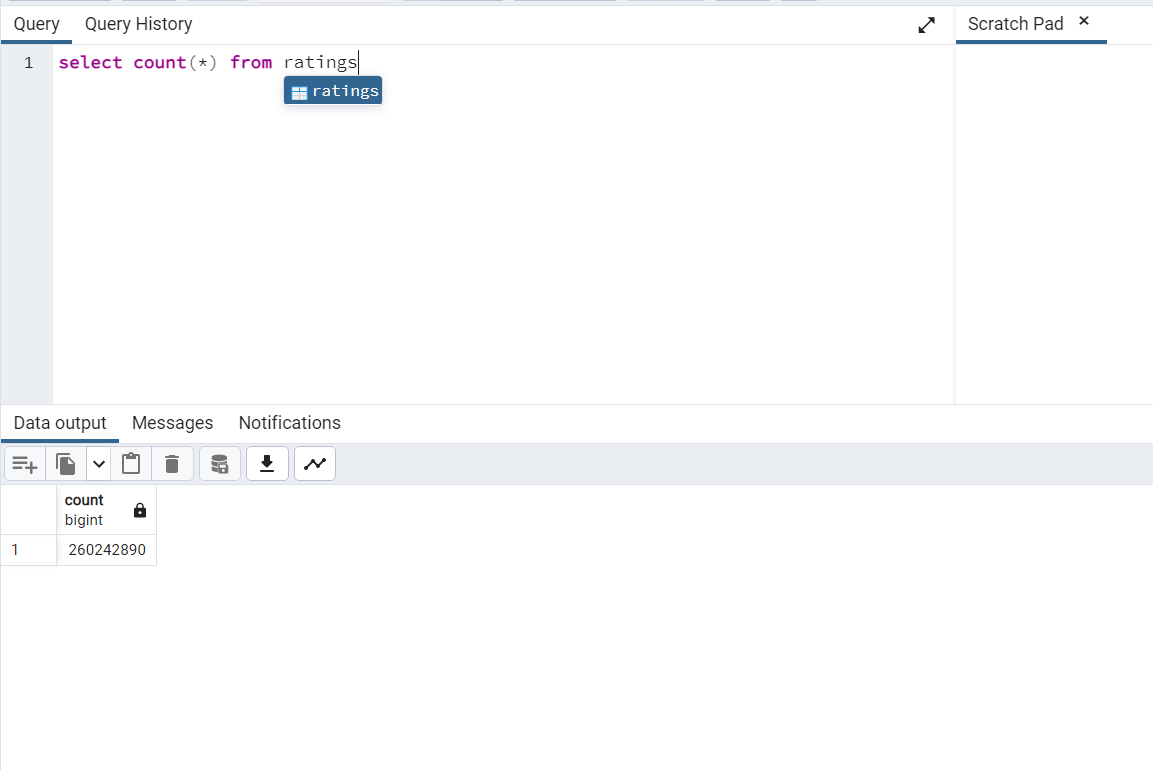 Query Query History Scratch Pad ×
1 select count(*) from ratings
ratings
Data output Messages Notifications
count
bigint
1 260242890